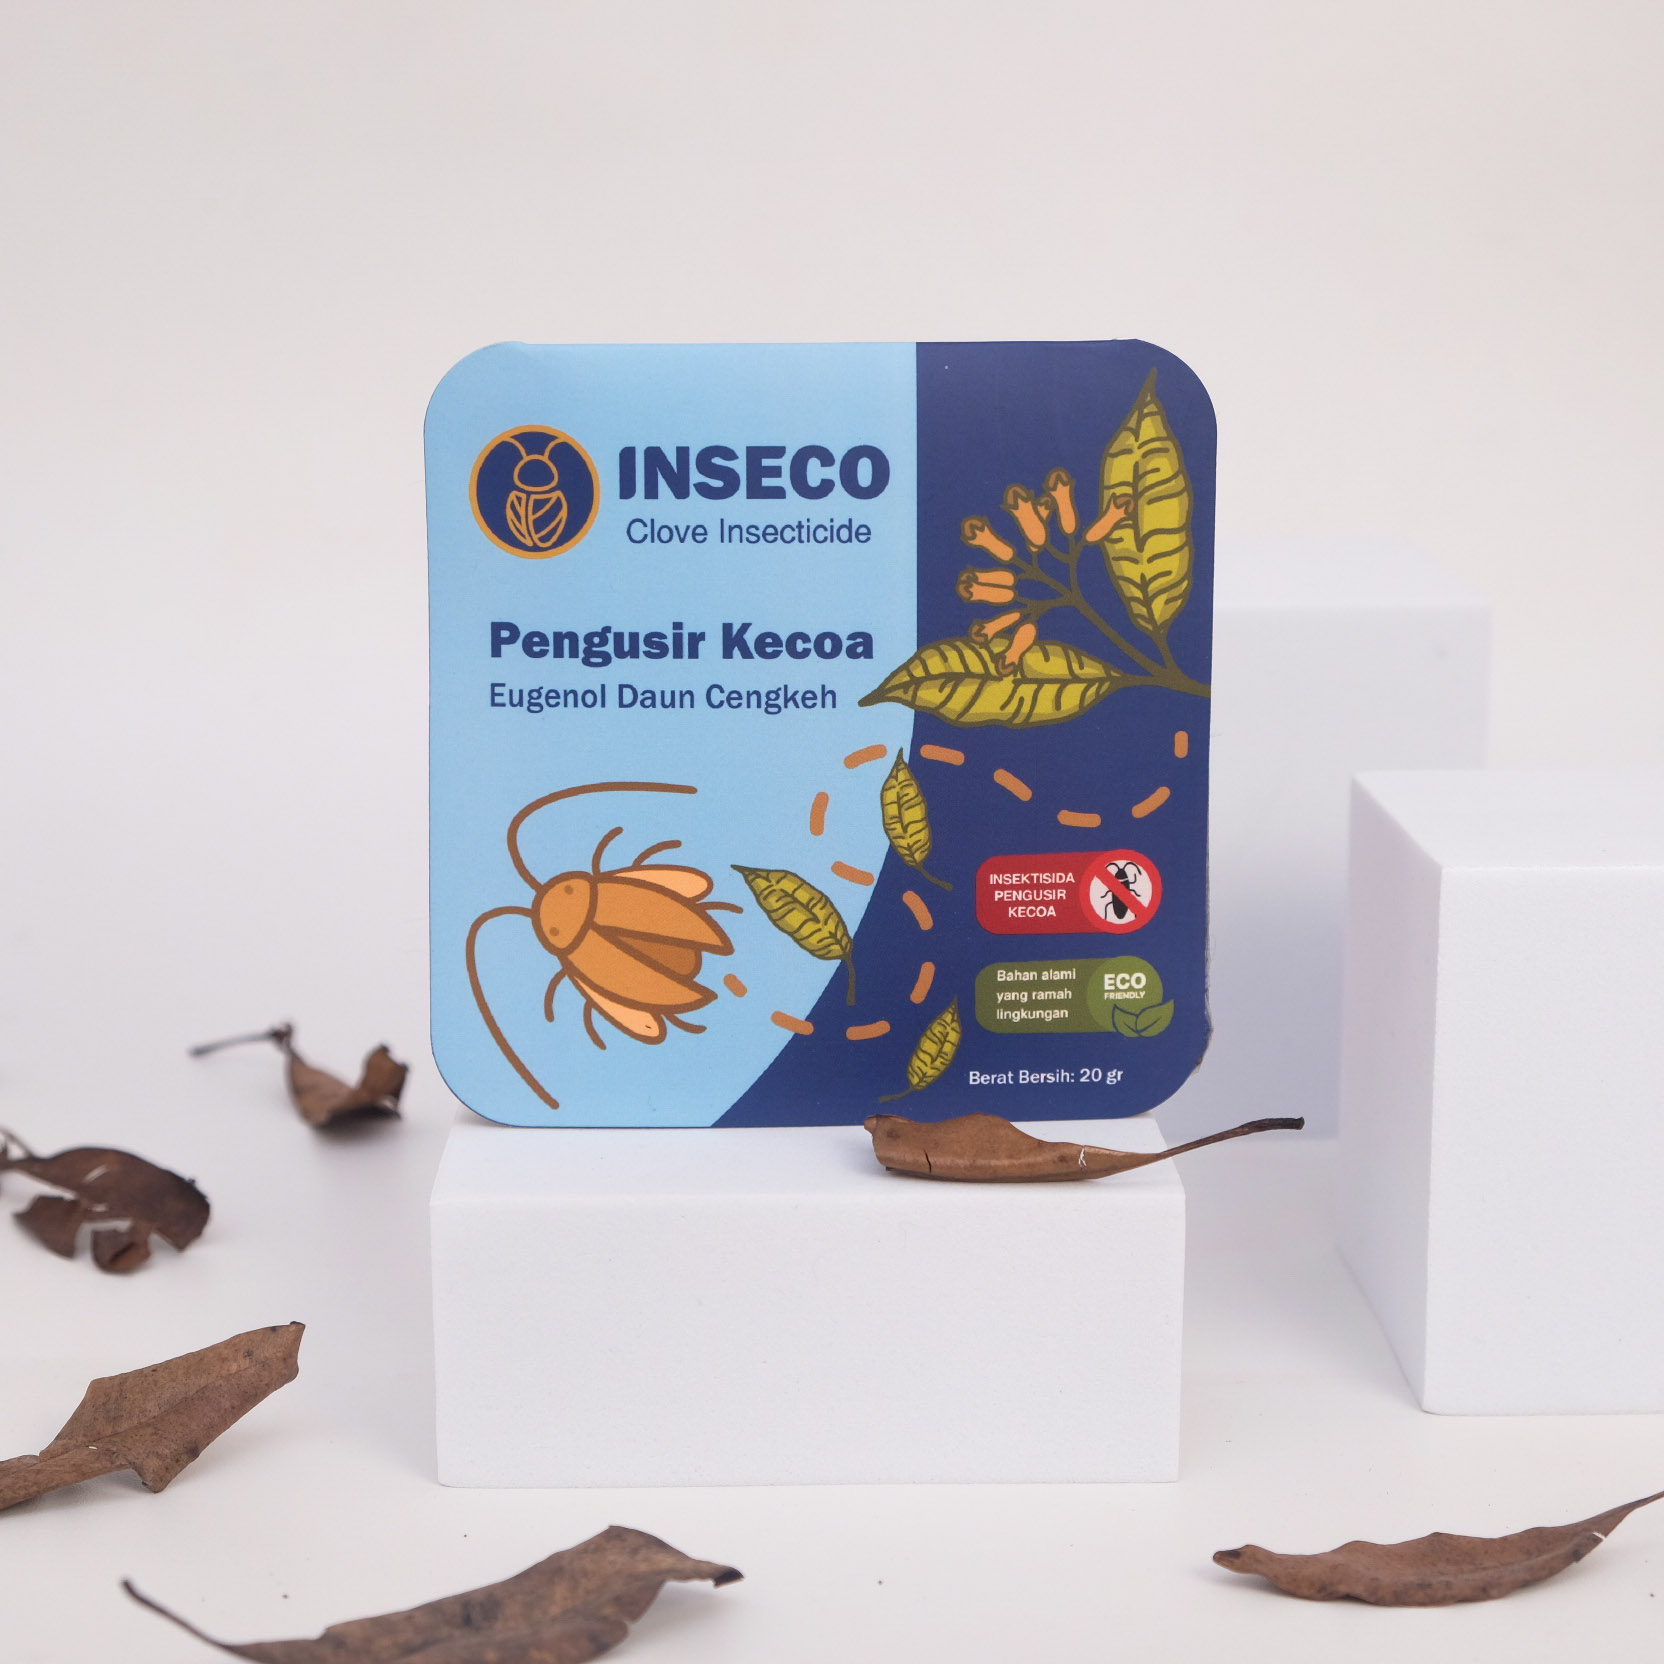 INSECO
Clove Insecticide
Pengusir Kecoa
Eugenol Daun Cengkeh
INSEKTISIDA
PENGUSIR
KECOA
Bahan alami
yang ramah
lingkungan
ECO
FRIENDLY
Berat Bersih: 20 gr